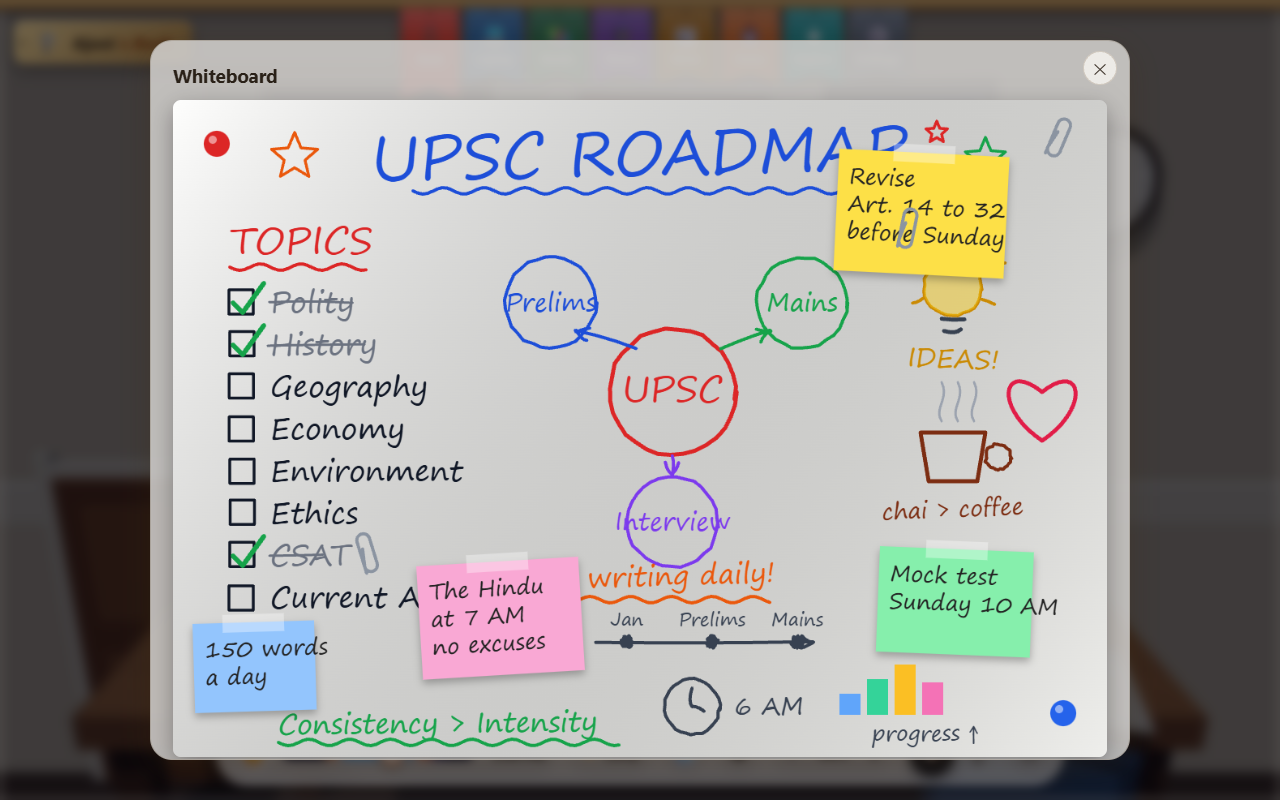 Whiteboard
UPSC ROADMAP
Revise
Art. 14 to 32
before Sunday
TOPICS
Polity
History
Geography
Economy
Environment
Ethics
CSAT
Current A
Prelims
Mains
UPSC
Interview
IDEAS!
chai > coffee
writing daily!
The Hindu
at 7 AM
no excuses
Jan Prelims Mains
Mock test
Sunday 10 AM
150 words
a day
Consistency > Intensity
6 AM
progress ↑